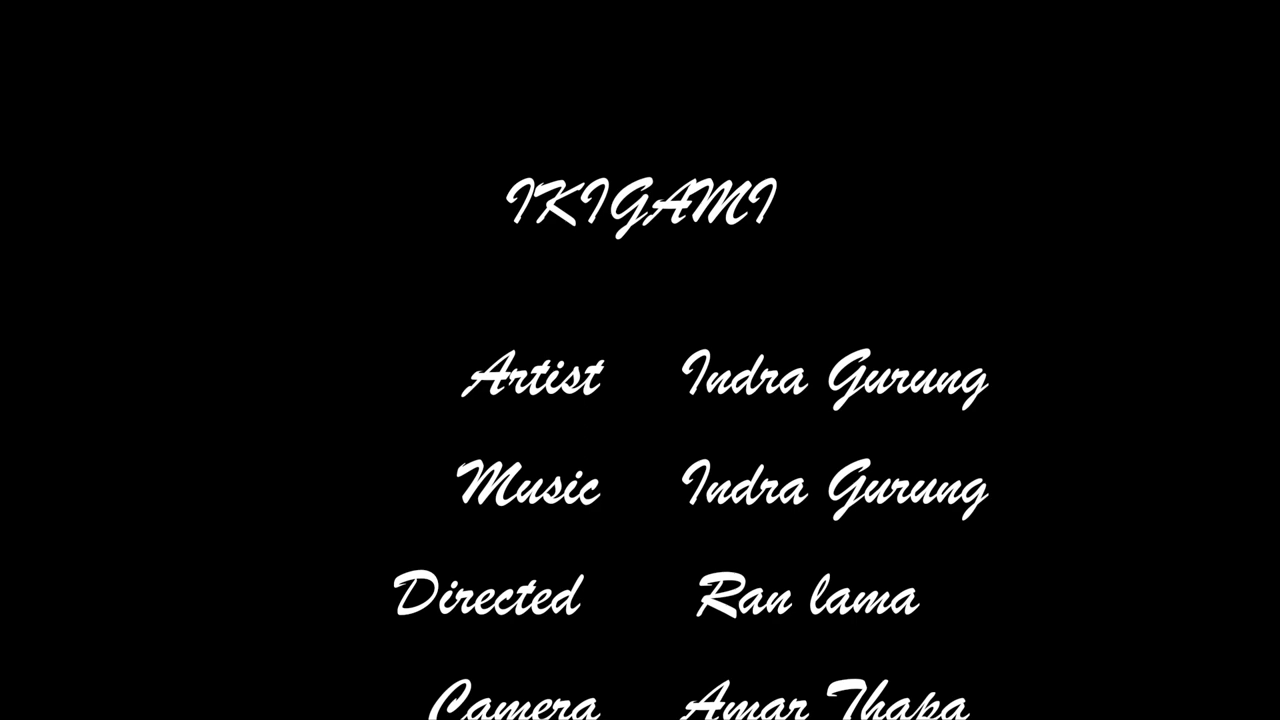 IKIGAMI
Artist Indra Gurung
Music Indra Gurung
Directed Ran lama
Camera Amar Thapa